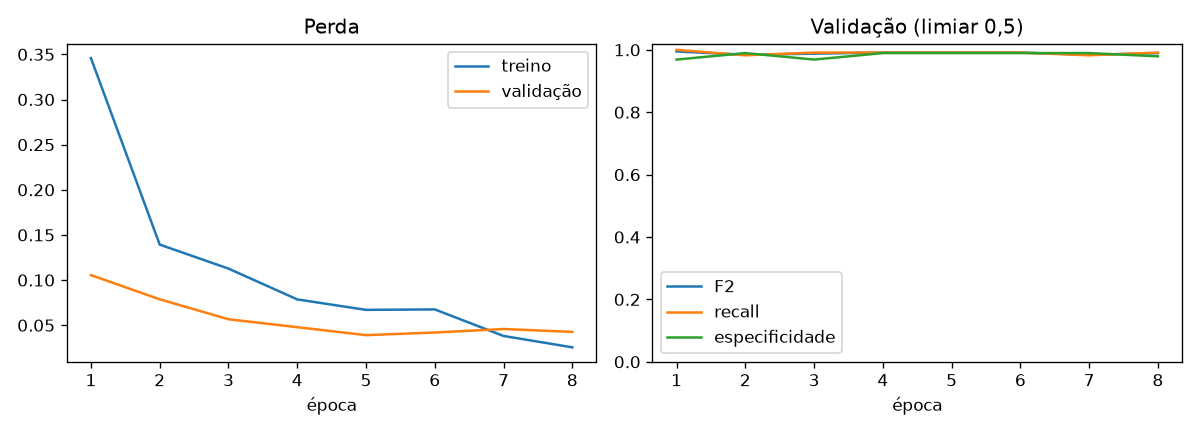 Perda
0.35
0.30
0.25
0.20
0.15
0.10
0.05
treino
validação
1 2 3 4 5 6 7 8
época
Validação (limiar 0,5)
1.0
0.8
0.6
0.4
0.2
0.0
F2
recall
especificidade
1 2 3 4 5 6 7 8
época